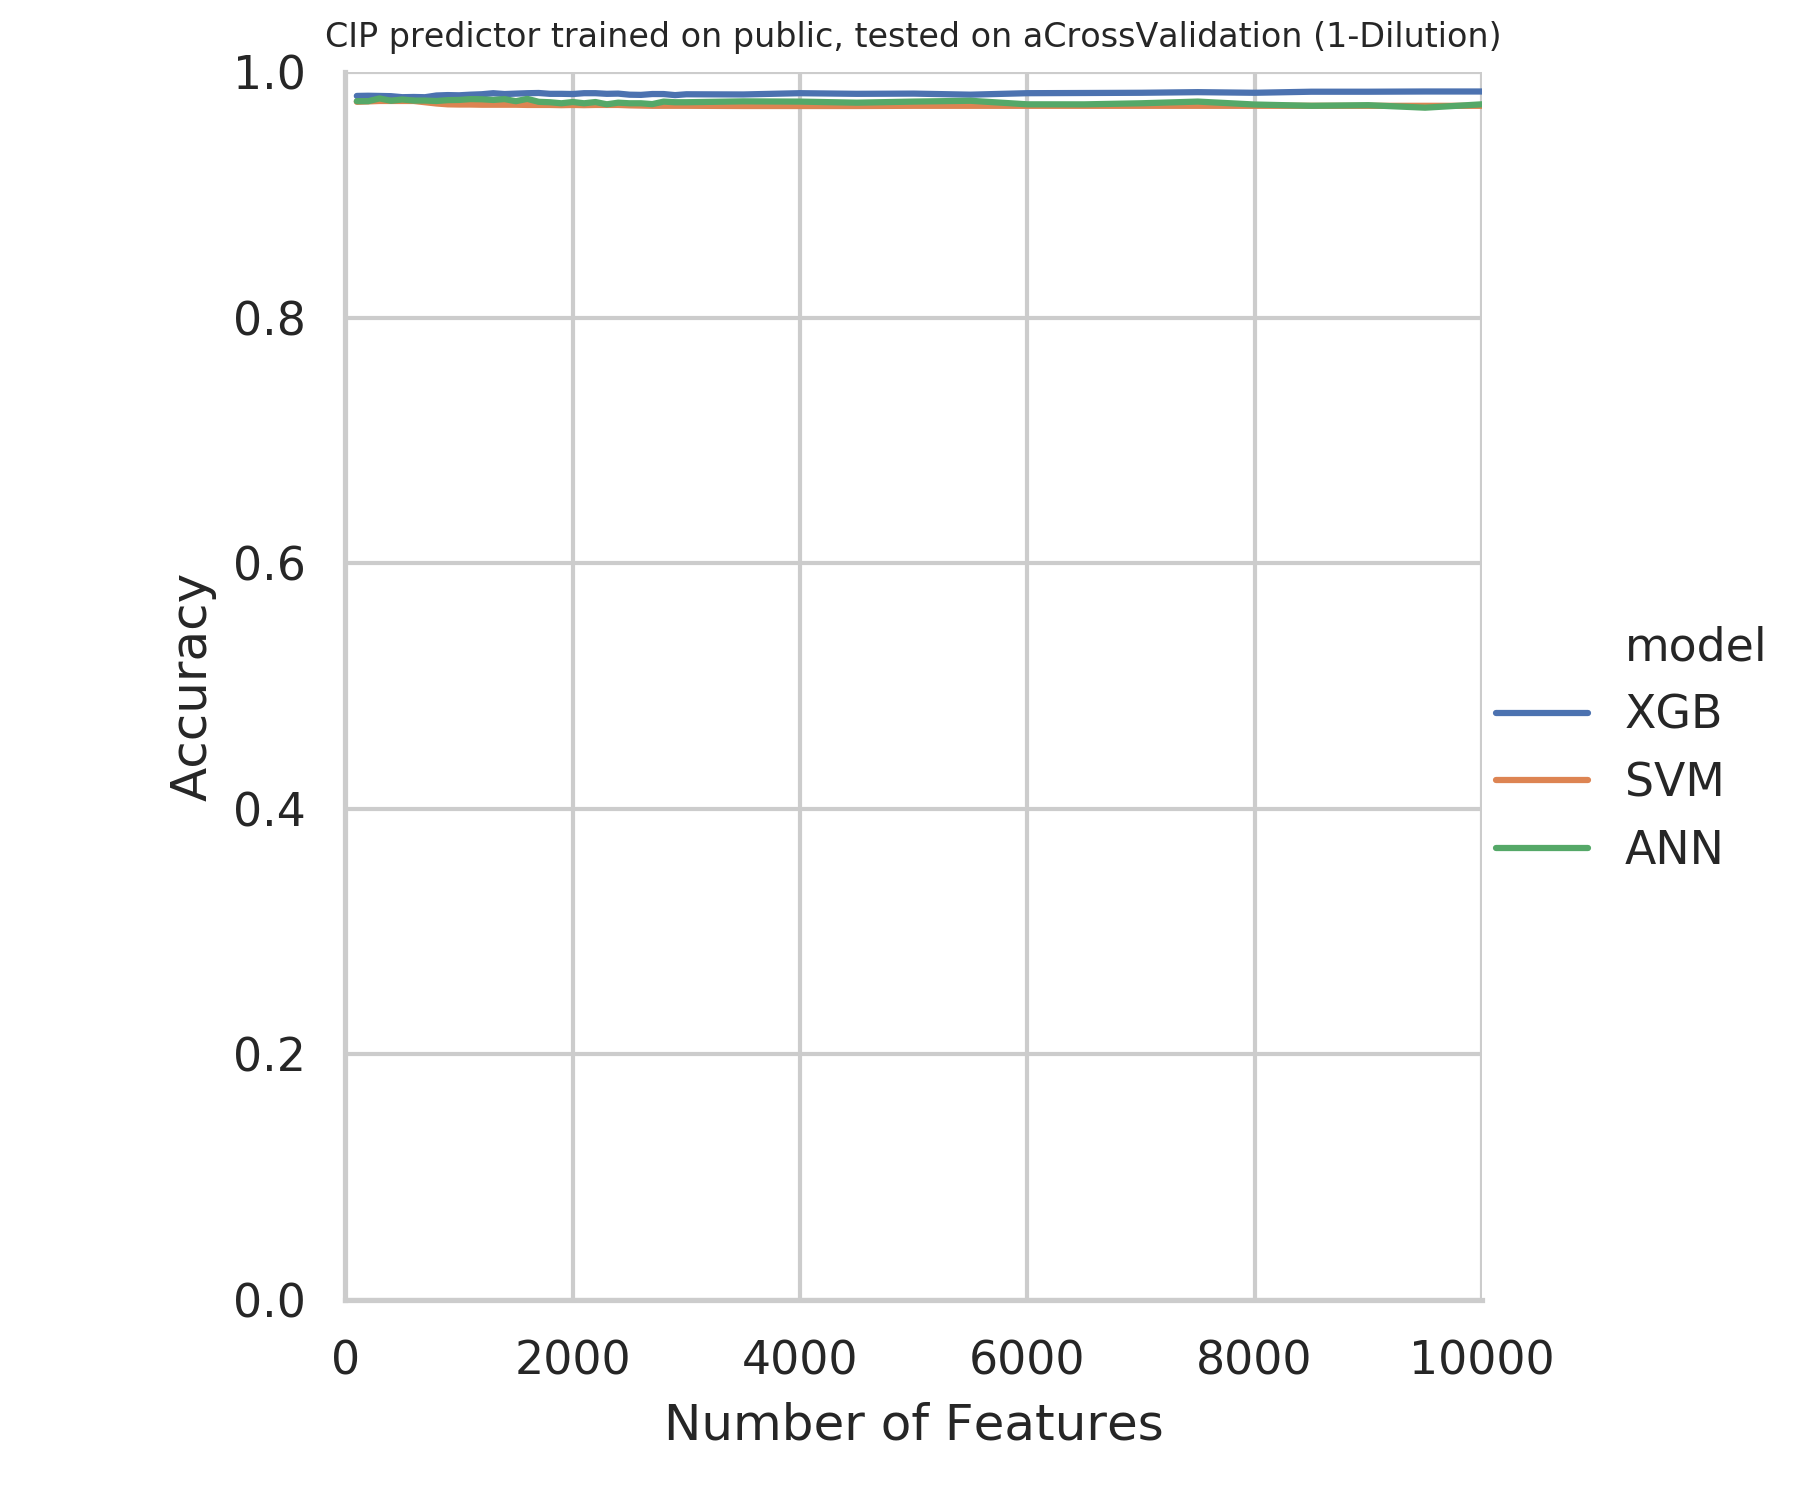 CIP predictor trained on public, tested on aCrossValidation (1-Dilution)
1.0
0.8
0.6
0.4
0.2
0.0
Accuracy
0 2000 4000 6000 8000 10000
Number of Features
model
XGB
SVM
ANN